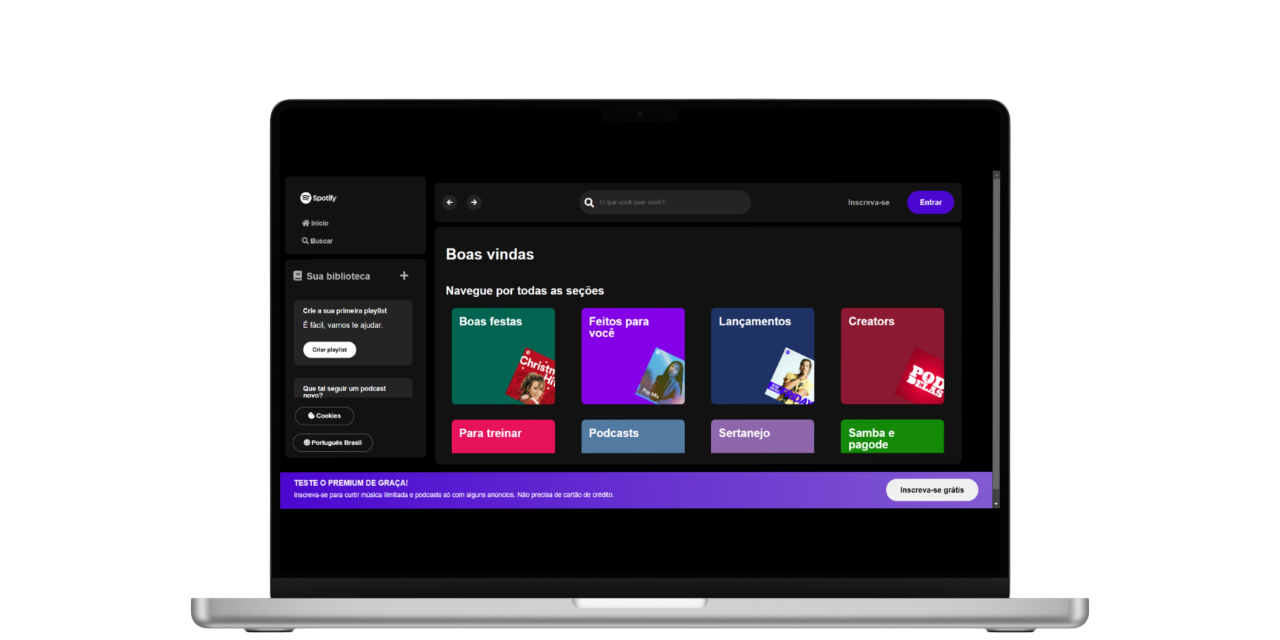 Spotify
Início
Buscar
Sua biblioteca
Crie a sua primeira playlist
É fácil, vamos te ajudar.
Criar playlist
Que tal seguir um podcast
novo?
Cookies
Português Brasil
O que você quer ouvir?
Inscreva-se
Entrar
Boas vindas
Navegue por todas as seções
Boas festas
Christm
Hi
Feitos para
você
Pop Mix
Lançamentos
Creators
POD
DELAS
Para treinar
Podcasts
Sertanejo
Samba e
pagode
TESTE O PREMIUM DE GRAÇA!
Inscreva-se para curtir música ilimitada e podcasts só com alguns anúncios. Não precisa de cartão de crédito.
Inscreva-se grátis